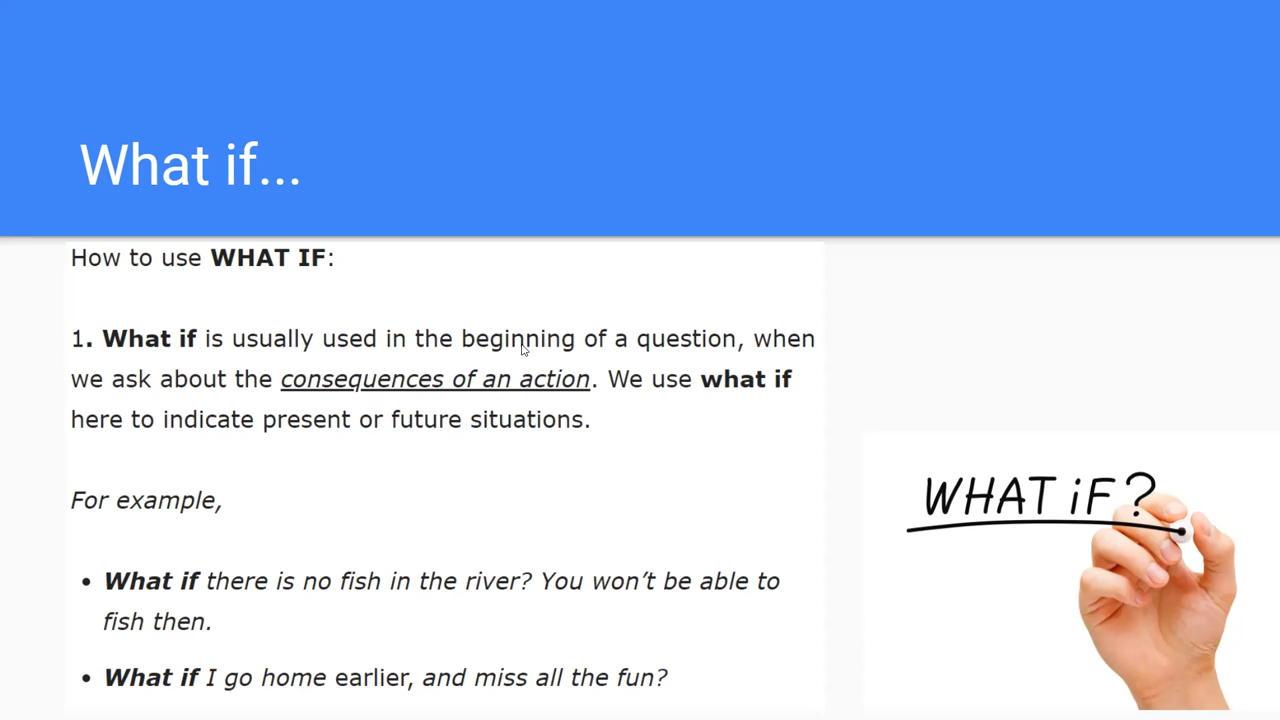 What if...
How to use WHAT IF:
1. What if is usually used in the beginning of a question, when
we ask about the consequences of an action. We use what if
here to indicate present or future situations.
For example,
• What if there is no fish in the river? You won’t be able to
fish then.
• What if I go home earlier, and miss all the fun?
WHAT iF?